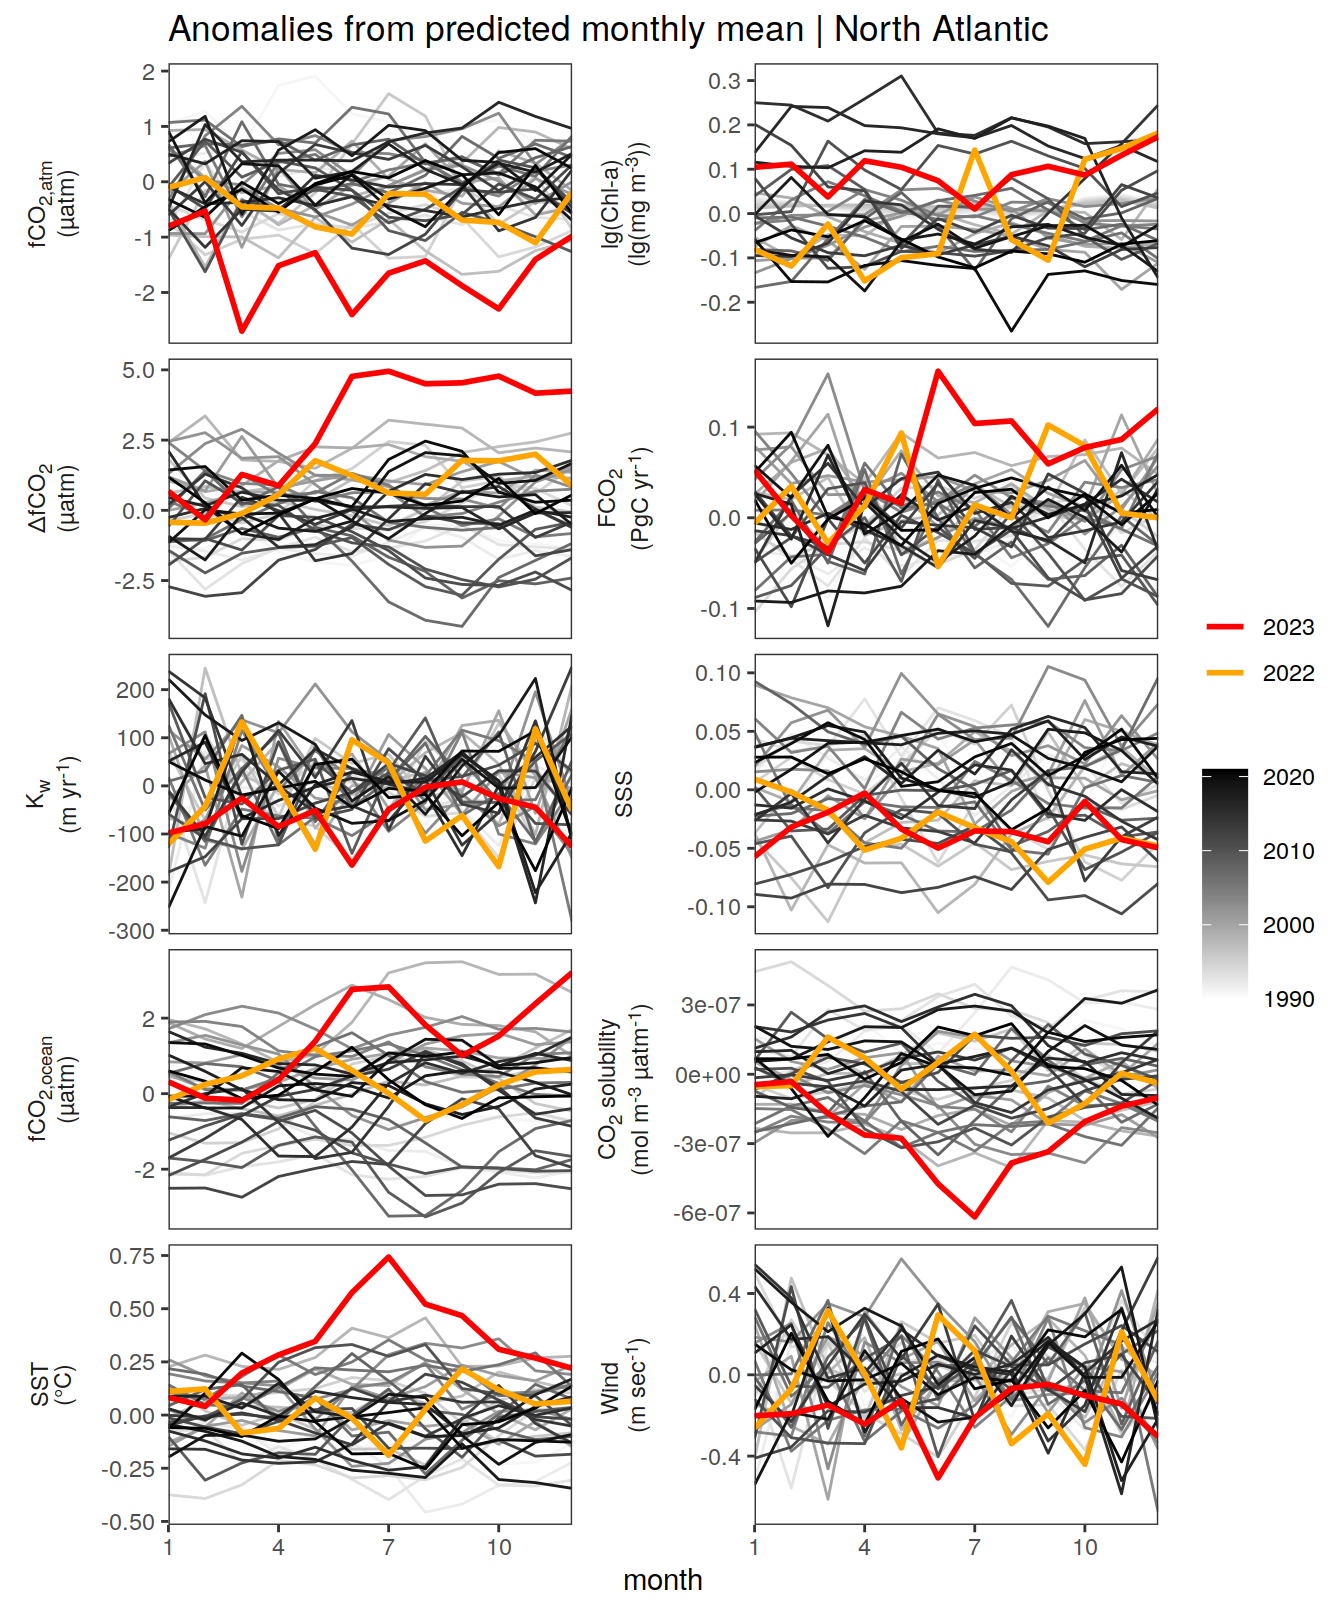 Anomalies from predicted monthly mean | North Atlantic
fCO2,atm
(µatm)
2
1
0
-1
-2
lg(Chl-a)
(lg(mg m-3))
0.3
0.2
0.1
0.0
-0.1
-0.2
ΔfCO2
(µatm)
5.0
2.5
0.0
-2.5
FCO2
(PgC yr-1)
0.1
0.0
-0.1
Kw
(m yr-1)
200
100
0
-100
-200
-300
SSS
0.10
0.05
0.00
-0.05
-0.10
fCO2,ocean
(µatm)
2
0
-2
CO2 solubility
(mol m-3 µatm-1)
3e-07
0e+00
-3e-07
-6e-07
SST
(°C)
0.75
0.50
0.25
0.00
-0.25
-0.50
Wind
(m sec-1)
0.4
0.0
-0.4
1 4 7 10
1 4 7 10
month
2023
2022
2020
2010
2000
1990